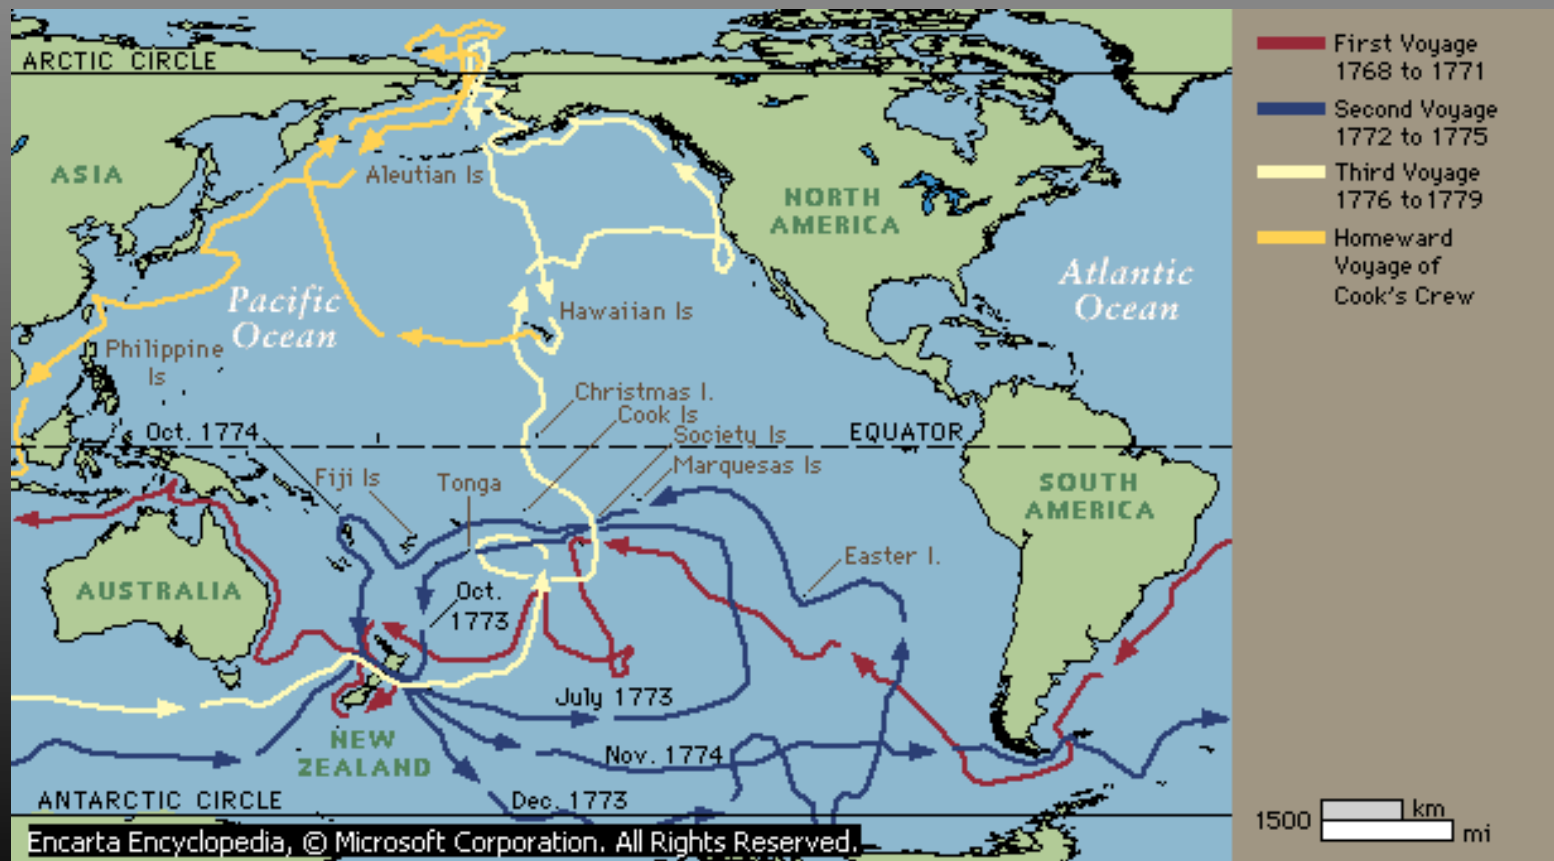 ARCTIC CIRCLE
ASIA
Aleutian Is
NORTH
AMERICA
Pacific
Ocean
Atlantic
Ocean
Hawaiian Is
Philippine
Is
Christmas I.
Cook Is
Oct. 1774
EQUATOR
Society Is
Marquesas Is
Fiji Is
Tonga
SOUTH
AMERICA
Easter I.
AUSTRALIA
Oct.
1773
July 1773
NEW
ZEALAND
Nov. 1774
Dec. 1773
ANTARCTIC CIRCLE
Encarta Encyclopedia, © Microsoft Corporation. All Rights Reserved.
First Voyage
1768 to 1771
Second Voyage
1772 to 1775
Third Voyage
1776 to 1779
Homeward
Voyage of
Cook's Crew
1500 km
mi